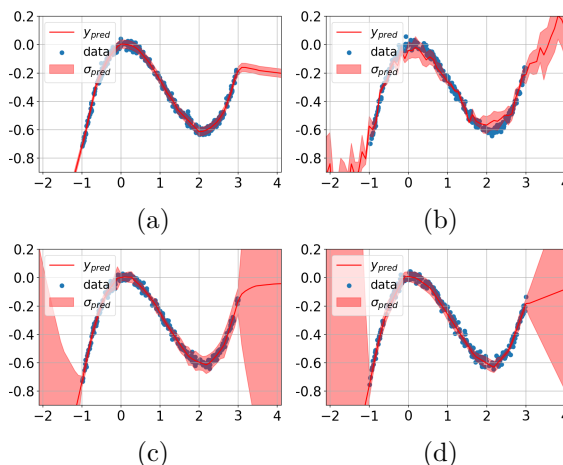 0.2
0.0
-0.2
-0.4
-0.6
-0.8
y_pred
data
σ_pred
−2 −1 0 1 2 3 4
(a)
0.2
0.0
-0.2
-0.4
-0.6
-0.8
y_pred
data
σ_pred
−2 −1 0 1 2 3 4
(b)
0.2
0.0
-0.2
-0.4
-0.6
-0.8
y_pred
data
σ_pred
−2 −1 0 1 2 3 4
(c)
0.2
0.0
-0.2
-0.4
-0.6
-0.8
y_pred
data
σ_pred
−2 −1 0 1 2 3 4
(d)